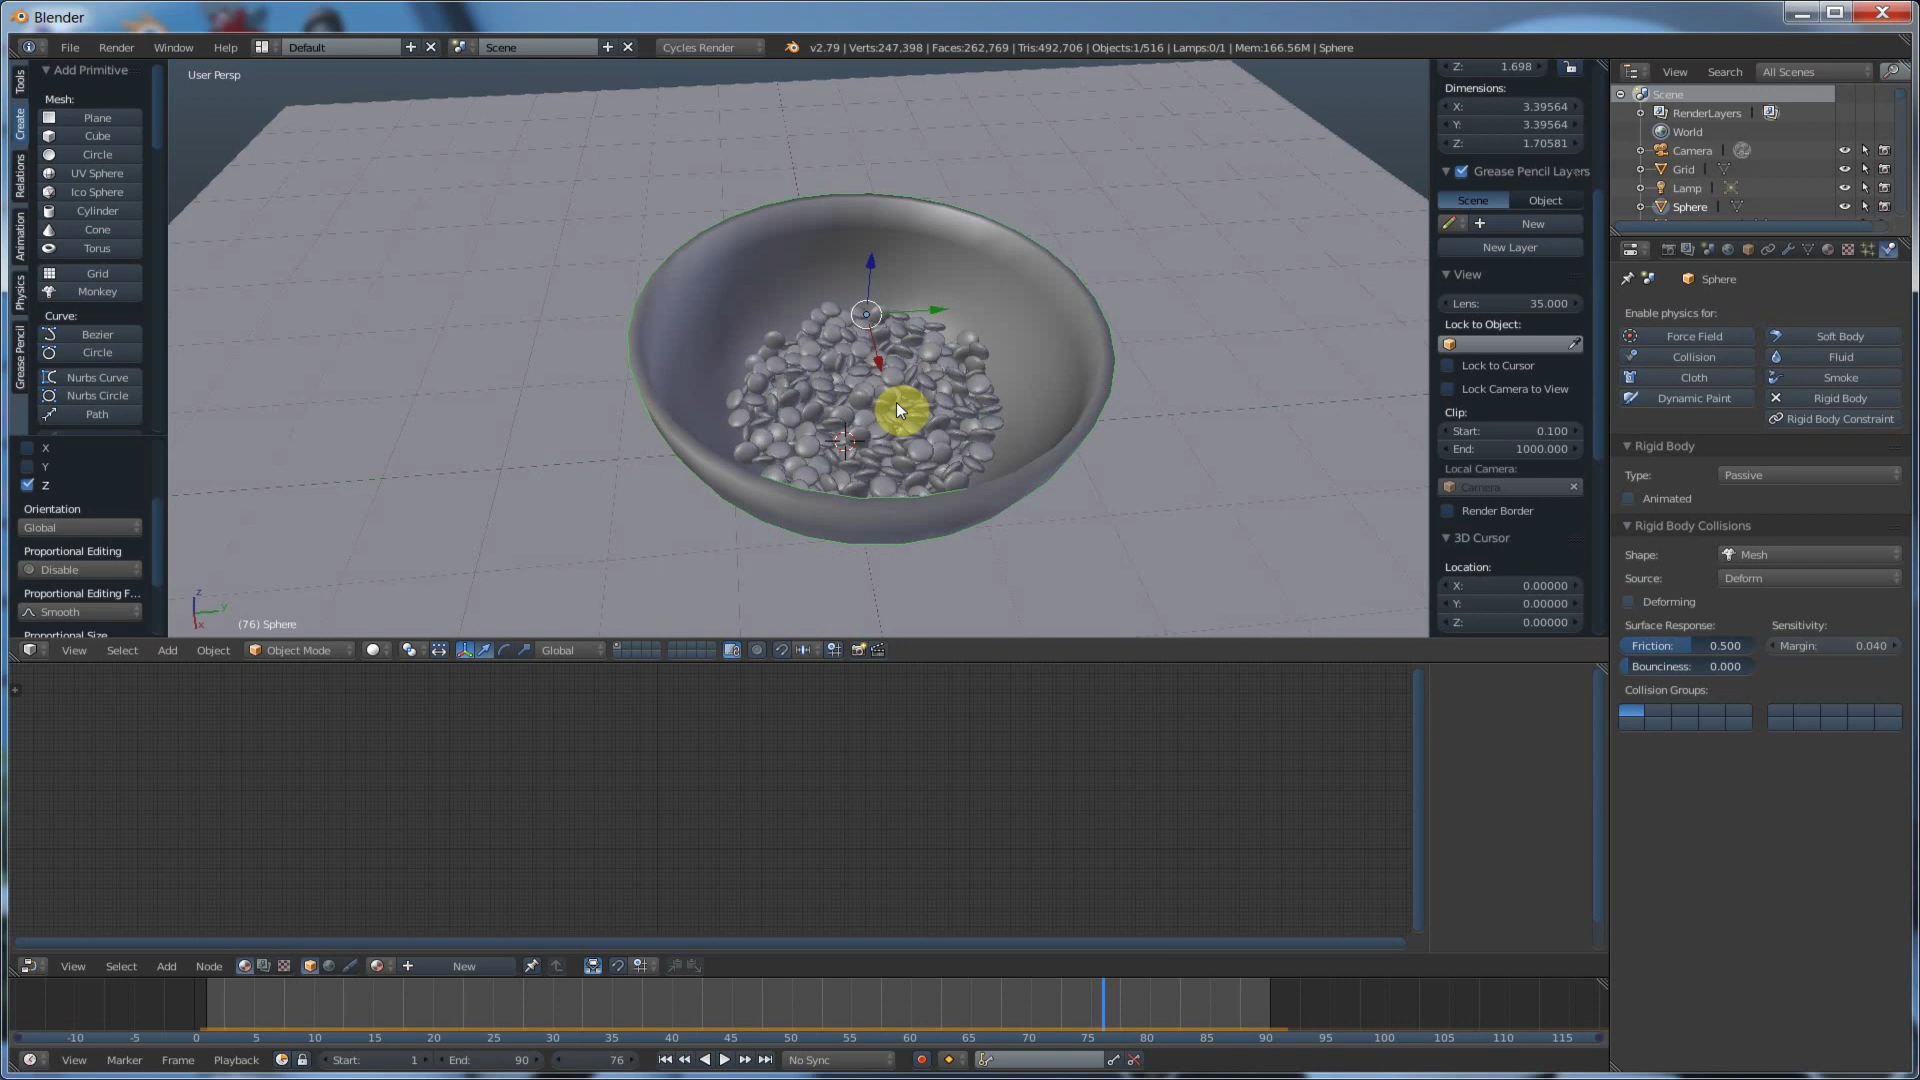 Blender
File Render Window Help Default Scene Cycles Render v2.79 | Verts:247,398 | Faces:262,769 | Tris:492,706 | Objects:1/516 | Lamps:0/1 | Mem:166.56M | Sphere
Tools
Create
Relations
Animation
Physics
Grease Pencil
Add Primitive
Mesh:
Plane
Cube
Circle
UV Sphere
Ico Sphere
Cylinder
Cone
Torus
Grid
Monkey
Curve:
Bezier
Circle
Nurbs Curve
Nurbs Circle
Path
X
Y
Z
Orientation
Global
Proportional Editing
Disable
Proportional Editing F...
Smooth
Proportional Size
User Persp
z
y
x
(76) Sphere
Z: 1.698
Dimensions:
X: 3.39564
Y: 3.39564
Z: 1.70581
Grease Pencil Layers
Scene Object
New
New Layer
View
Lens: 35.000
Lock to Object:
Lock to Cursor
Lock Camera to View
Clip:
Start: 0.100
End: 1000.000
Local Camera:
Camera
Render Border
3D Cursor
Location:
X: 0.00000
Y: 0.00000
Z: 0.00000
View Search All Scenes
Scene
RenderLayers
World
Camera
Grid
Lamp
Sphere
Sphere
Enable physics for:
Force Field Soft Body
Collision Fluid
Cloth Smoke
Dynamic Paint Rigid Body
Rigid Body Constraint
Rigid Body
Type: Passive
Animated
Rigid Body Collisions
Shape: Mesh
Source: Deform
Deforming
Surface Response: Sensitivity:
Friction: 0.500 Margin: 0.040
Bounciness: 0.000
Collision Groups:
View Select Add Object Object Mode Global
View Select Add Node New
-10 -5 0 5 10 15 20 25 30 35 40 45 50 55 60 65 70 75 80 85 90 95 100 105 110 115
View Marker Frame Playback Start: 1 End: 90 76 No Sync